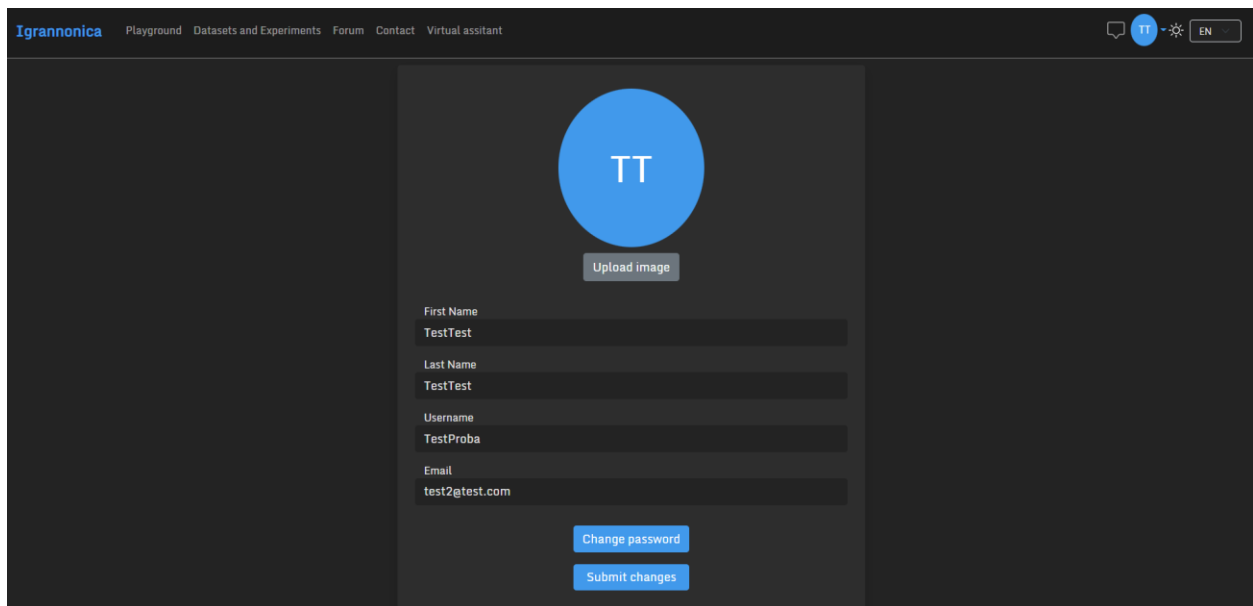 Igrannonica Playground Datasets and Experiments Forum Contact Virtual assitant TT EN
TT
Upload image
First Name
TestTest
Last Name
TestTest
Username
TestProba
Email
test2@test.com
Change password
Submit changes